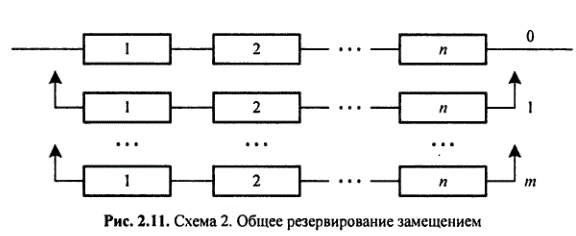 1 2 ... n 0
1 2 ... n 1
... ... ...
1 2 ... n m
Рис. 2.11. Схема 2. Общее резервирование замещением